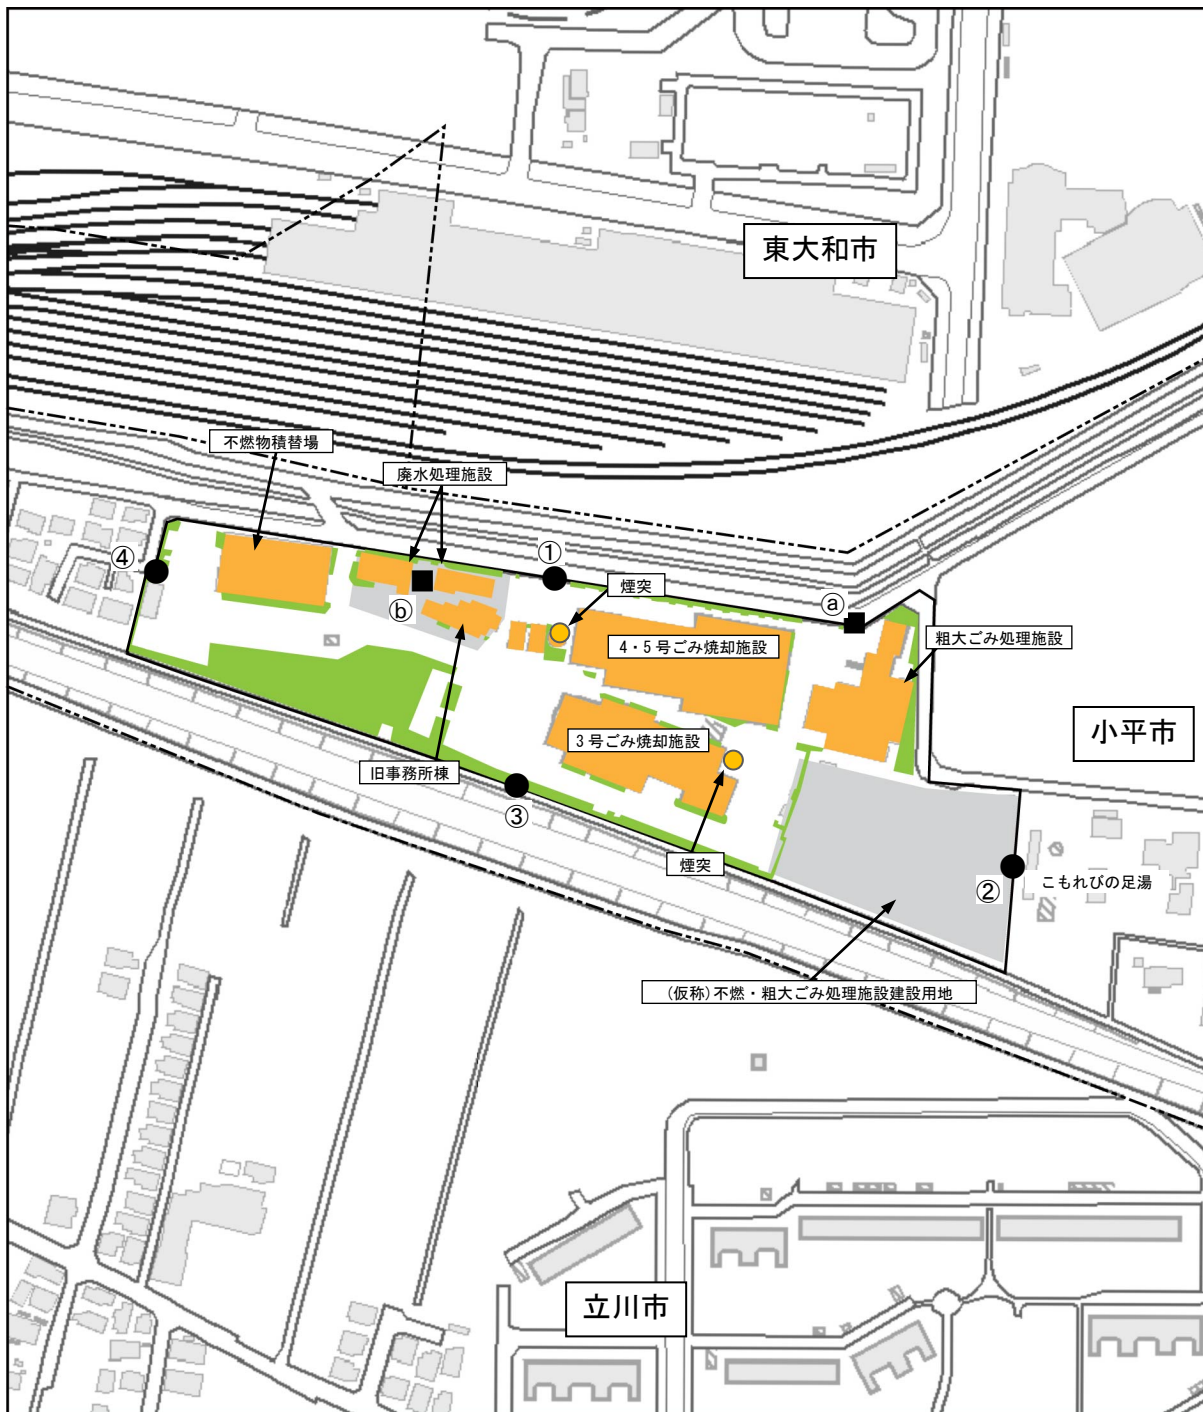 東大和市
不燃物積替場
廃水処理施設
①
④
煙突
ⓐ
ⓑ
4・5号ごみ焼却施設
粗大ごみ処理施設
小平市
3号ごみ焼却施設
旧事務所棟
③
煙突
②
こもれびの足湯
(仮称)不燃・粗大ごみ処理施設建設用地
立川市